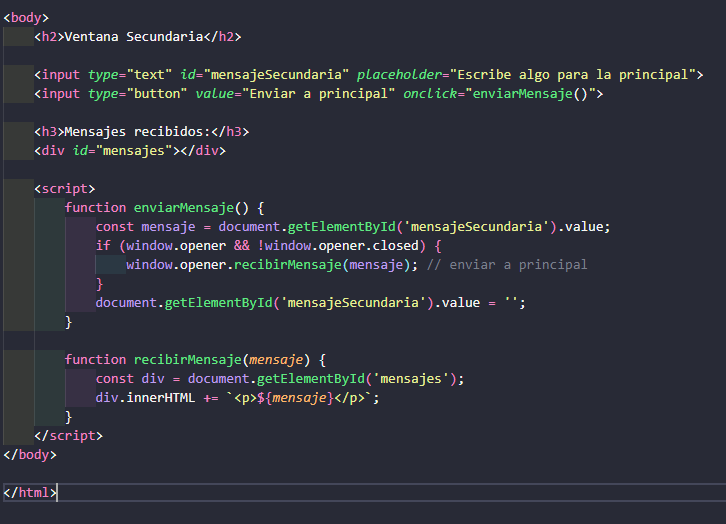 <body>
<h2>Ventana Secundaria</h2>
<input type="text" id="mensajeSecundaria" placeholder="Escribe algo para la principal">
<input type="button" value="Enviar a principal" onclick="enviarMensaje()">
<h3>Mensajes recibidos:</h3>
<div id="mensajes"></div>
<script>
function enviarMensaje() {
const mensaje = document.getElementById('mensajeSecundaria').value;
if (window.opener && !window.opener.closed) {
window.opener.recibirMensaje(mensaje); // enviar a principal
}
document.getElementById('mensajeSecundaria').value = '';
}
function recibirMensaje(mensaje) {
const div = document.getElementById('mensajes');
div.innerHTML += `<p>${mensaje}</p>`;
}
</script>
</body>
</html>